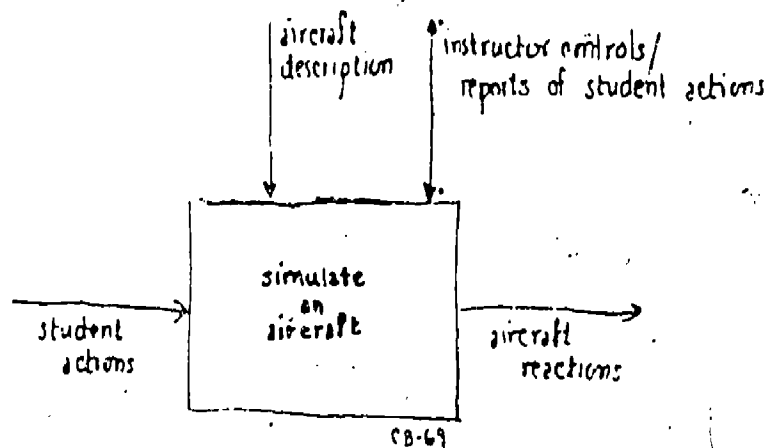 aircraft
description
instructor controls/
reports of student actions
simulate
an
aircraft
student
actions
aircraft
reactions
CB-69